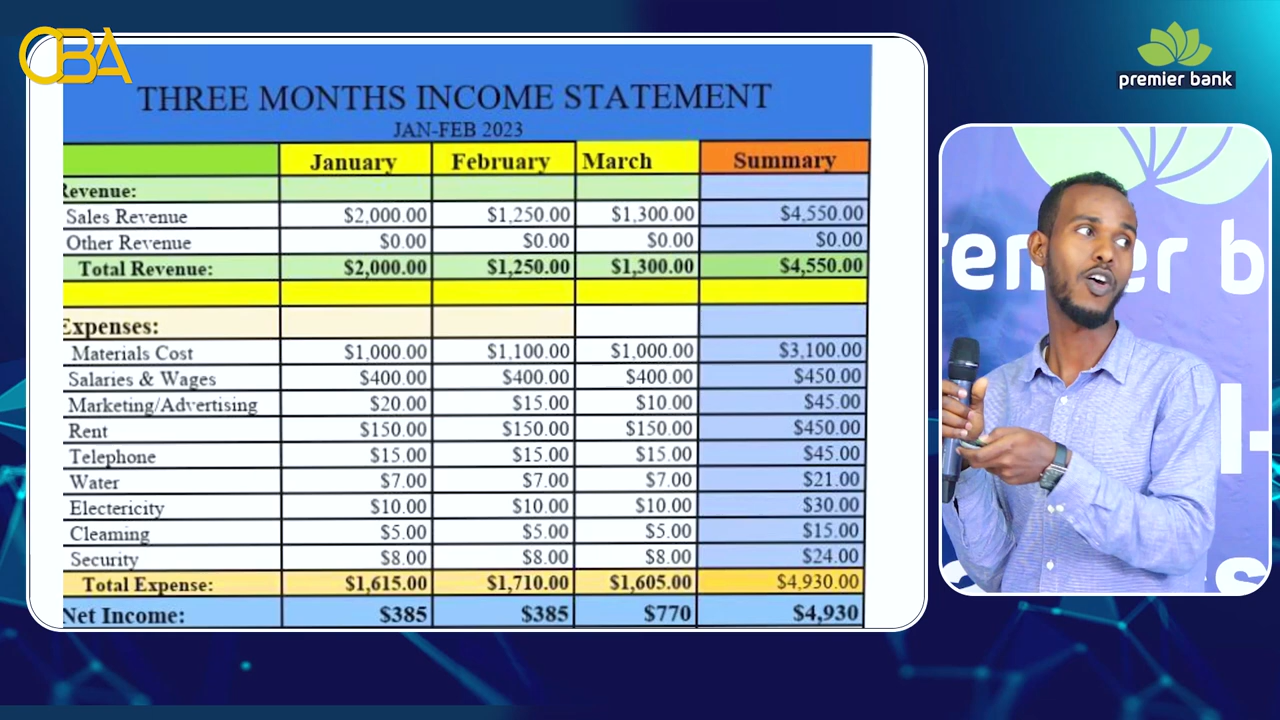 CBA
premier bank
THREE MONTHS INCOME STATEMENT
JAN-FEB 2023
January February March Summary
Revenue:
Sales Revenue $2,000.00 $1,250.00 $1,300.00 $4,550.00
Other Revenue $0.00 $0.00 $0.00 $0.00
Total Revenue: $2,000.00 $1,250.00 $1,300.00 $4,550.00
Expenses:
Materials Cost $1,000.00 $1,100.00 $1,000.00 $3,100.00
Salaries & Wages $400.00 $400.00 $400.00 $450.00
Marketing/Advertising $20.00 $15.00 $10.00 $45.00
Rent $150.00 $150.00 $150.00 $450.00
Telephone $15.00 $15.00 $15.00 $45.00
Water $7.00 $7.00 $7.00 $21.00
Electericity $10.00 $10.00 $10.00 $30.00
Cleaming $5.00 $5.00 $5.00 $15.00
Security $8.00 $8.00 $8.00 $24.00
Total Expense: $1,615.00 $1,710.00 $1,605.00 $4,930.00
Net Income: $385 $385 $770 $4,930